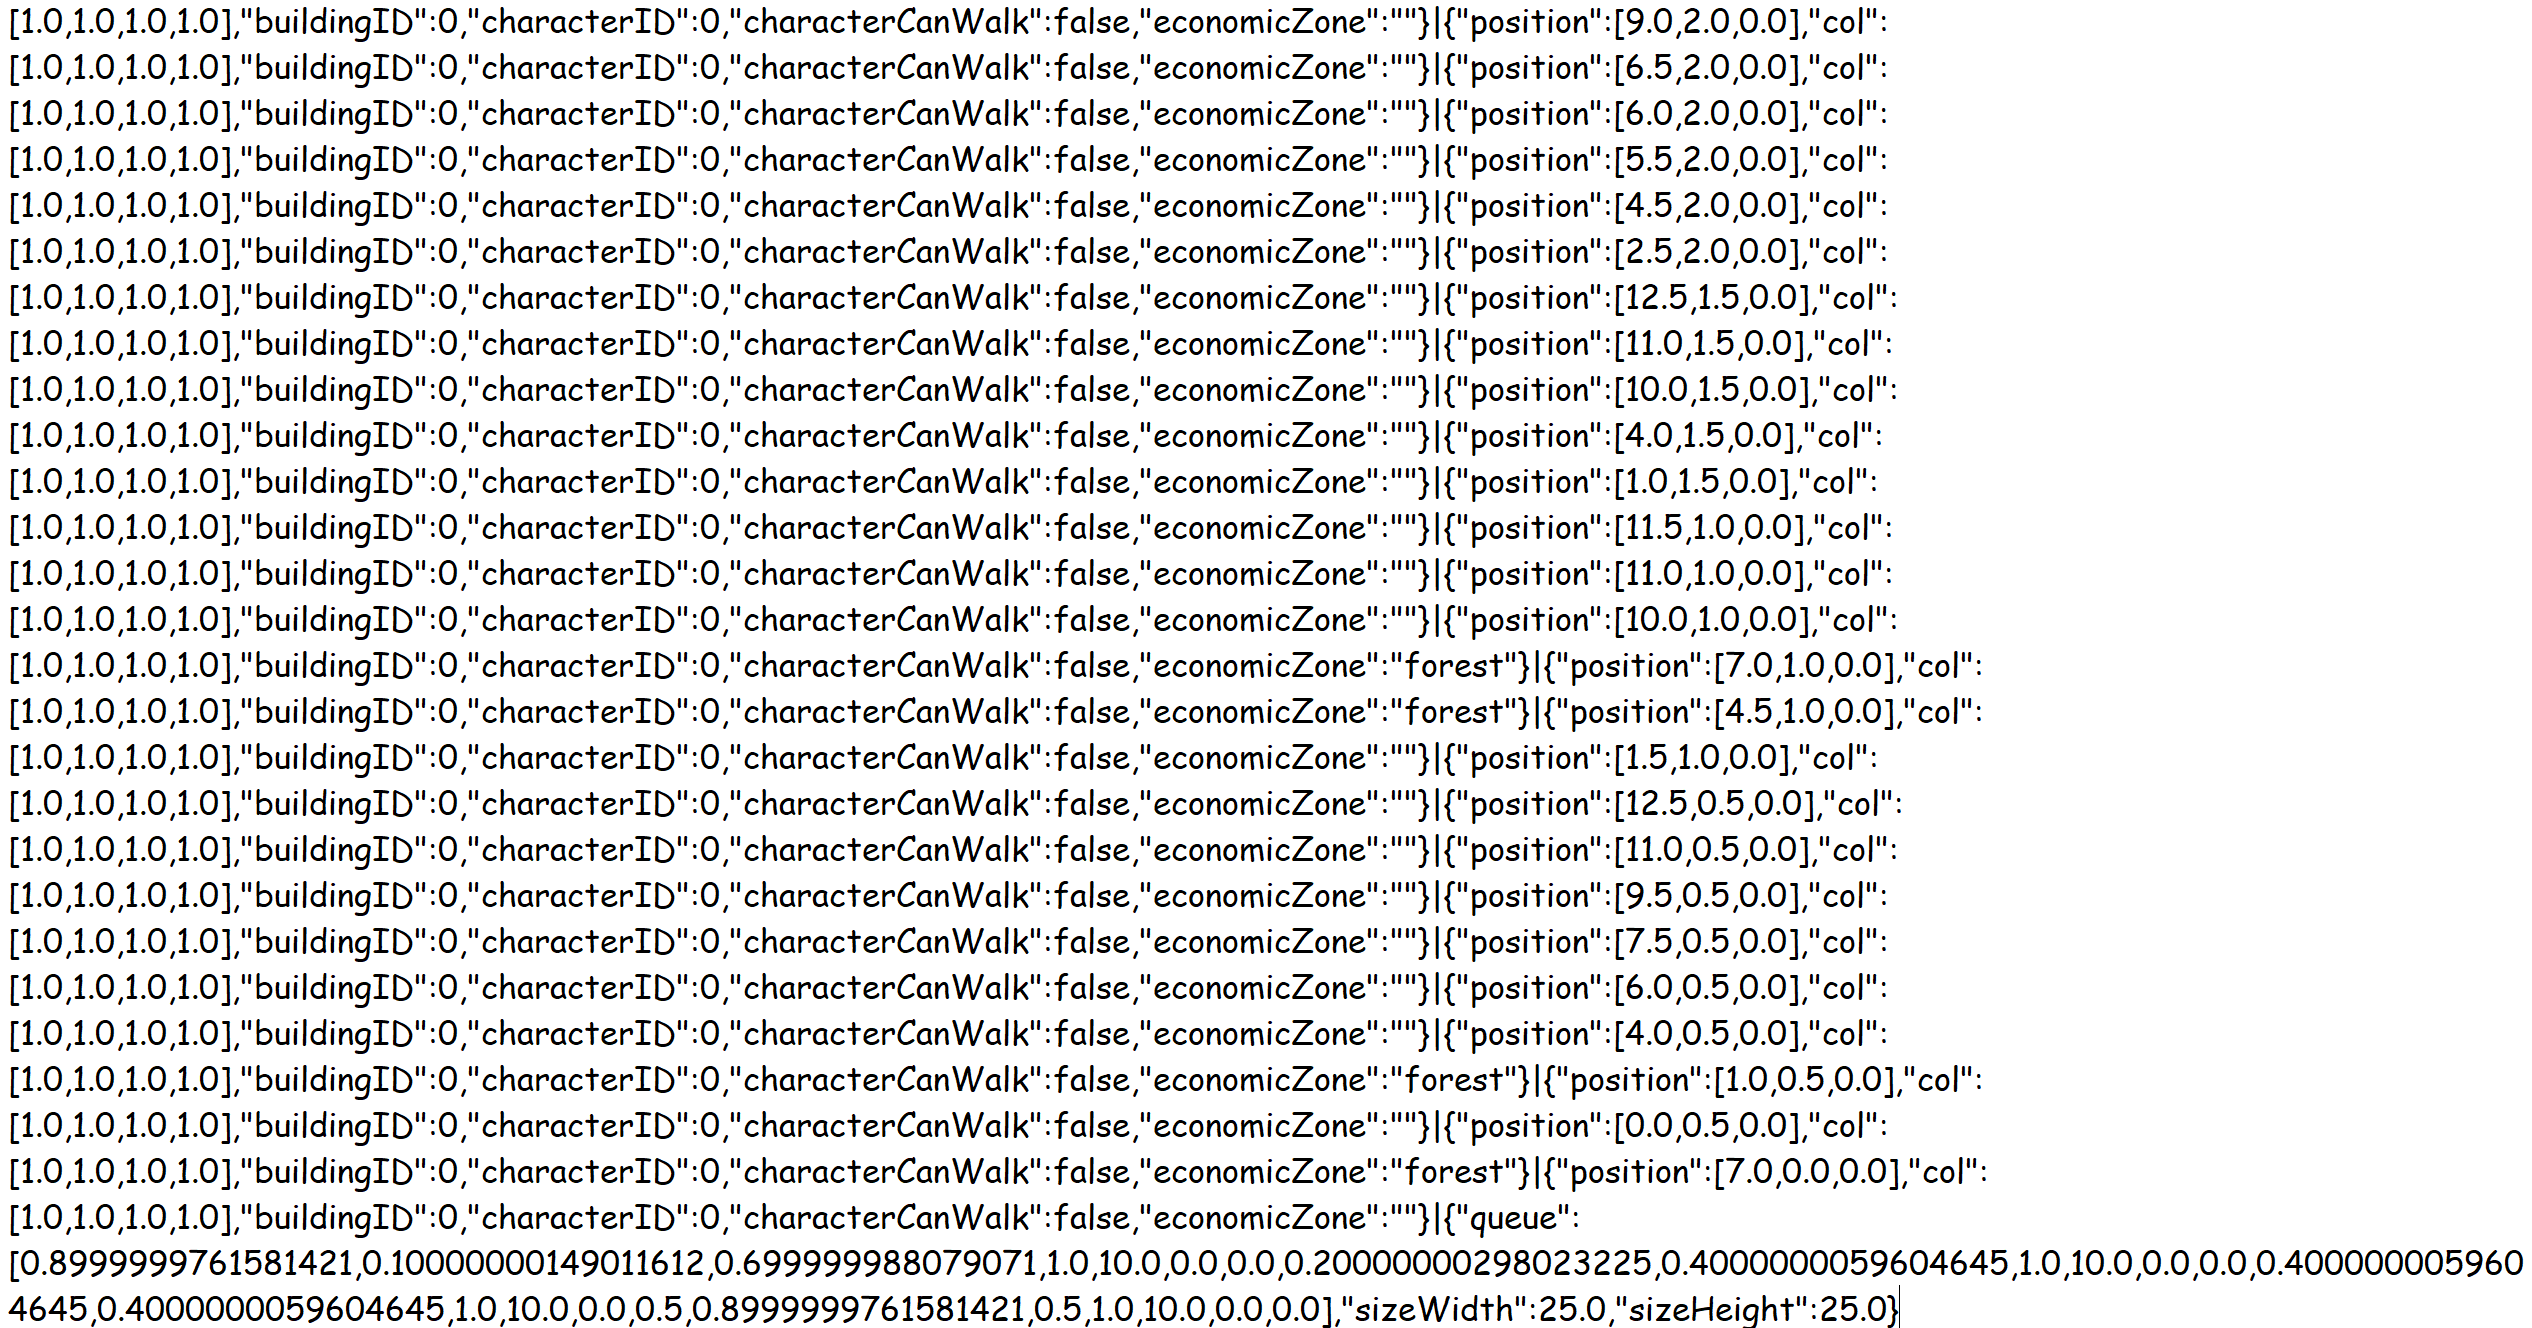 [1.0,1.0,1.0,1.0],"buildingID":0,"characterID":0,"characterCanWalk":false,"economicZone":""}|{"position":[9.0,2.0,0.0],"col":
[1.0,1.0,1.0,1.0],"buildingID":0,"characterID":0,"characterCanWalk":false,"economicZone":""}|{"position":[6.5,2.0,0.0],"col":
[1.0,1.0,1.0,1.0],"buildingID":0,"characterID":0,"characterCanWalk":false,"economicZone":""}|{"position":[6.0,2.0,0.0],"col":
[1.0,1.0,1.0,1.0],"buildingID":0,"characterID":0,"characterCanWalk":false,"economicZone":""}|{"position":[5.5,2.0,0.0],"col":
[1.0,1.0,1.0,1.0],"buildingID":0,"characterID":0,"characterCanWalk":false,"economicZone":""}|{"position":[4.5,2.0,0.0],"col":
[1.0,1.0,1.0,1.0],"buildingID":0,"characterID":0,"characterCanWalk":false,"economicZone":""}|{"position":[2.5,2.0,0.0],"col":
[1.0,1.0,1.0,1.0],"buildingID":0,"characterID":0,"characterCanWalk":false,"economicZone":""}|{"position":[12.5,1.5,0.0],"col":
[1.0,1.0,1.0,1.0],"buildingID":0,"characterID":0,"characterCanWalk":false,"economicZone":""}|{"position":[11.0,1.5,0.0],"col":
[1.0,1.0,1.0,1.0],"buildingID":0,"characterID":0,"characterCanWalk":false,"economicZone":""}|{"position":[10.0,1.5,0.0],"col":
[1.0,1.0,1.0,1.0],"buildingID":0,"characterID":0,"characterCanWalk":false,"economicZone":""}|{"position":[4.0,1.5,0.0],"col":
[1.0,1.0,1.0,1.0],"buildingID":0,"characterID":0,"characterCanWalk":false,"economicZone":""}|{"position":[1.0,1.5,0.0],"col":
[1.0,1.0,1.0,1.0],"buildingID":0,"characterID":0,"characterCanWalk":false,"economicZone":""}|{"position":[11.5,1.0,0.0],"col":
[1.0,1.0,1.0,1.0],"buildingID":0,"characterID":0,"characterCanWalk":false,"economicZone":""}|{"position":[11.0,1.0,0.0],"col":
[1.0,1.0,1.0,1.0],"buildingID":0,"characterID":0,"characterCanWalk":false,"economicZone":""}|{"position":[10.0,1.0,0.0],"col":
[1.0,1.0,1.0,1.0],"buildingID":0,"characterID":0,"characterCanWalk":false,"economicZone":"forest"}|{"position":[7.0,1.0,0.0],"col":
[1.0,1.0,1.0,1.0],"buildingID":0,"characterID":0,"characterCanWalk":false,"economicZone":"forest"}|{"position":[4.5,1.0,0.0],"col":
[1.0,1.0,1.0,1.0],"buildingID":0,"characterID":0,"characterCanWalk":false,"economicZone":""}|{"position":[1.5,1.0,0.0],"col":
[1.0,1.0,1.0,1.0],"buildingID":0,"characterID":0,"characterCanWalk":false,"economicZone":""}|{"position":[12.5,0.5,0.0],"col":
[1.0,1.0,1.0,1.0],"buildingID":0,"characterID":0,"characterCanWalk":false,"economicZone":""}|{"position":[11.0,0.5,0.0],"col":
[1.0,1.0,1.0,1.0],"buildingID":0,"characterID":0,"characterCanWalk":false,"economicZone":""}|{"position":[9.5,0.5,0.0],"col":
[1.0,1.0,1.0,1.0],"buildingID":0,"characterID":0,"characterCanWalk":false,"economicZone":""}|{"position":[7.5,0.5,0.0],"col":
[1.0,1.0,1.0,1.0],"buildingID":0,"characterID":0,"characterCanWalk":false,"economicZone":""}|{"position":[6.0,0.5,0.0],"col":
[1.0,1.0,1.0,1.0],"buildingID":0,"characterID":0,"characterCanWalk":false,"economicZone":""}|{"position":[4.0,0.5,0.0],"col":
[1.0,1.0,1.0,1.0],"buildingID":0,"characterID":0,"characterCanWalk":false,"economicZone":"forest"}|{"position":[1.0,0.5,0.0],"col":
[1.0,1.0,1.0,1.0],"buildingID":0,"characterID":0,"characterCanWalk":false,"economicZone":""}|{"position":[0.0,0.5,0.0],"col":
[1.0,1.0,1.0,1.0],"buildingID":0,"characterID":0,"characterCanWalk":false,"economicZone":"forest"}|{"position":[7.0,0.0,0.0],"col":
[1.0,1.0,1.0,1.0],"buildingID":0,"characterID":0,"characterCanWalk":false,"economicZone":""}|{"queue":
[0.8999999761581421,0.10000000149011612,0.699999988079071,1.0,10.0,0.0,0.0,0.20000000298023225,0.4000000059604645,1.0,10.0,0.0,0.0,0.400000005960
4645,0.4000000059604645,1.0,10.0,0.0,0.5,0.8999999761581421,0.5,1.0,10.0,0.0,0.0],"sizeWidth":25.0,"sizeHeight":25.0}